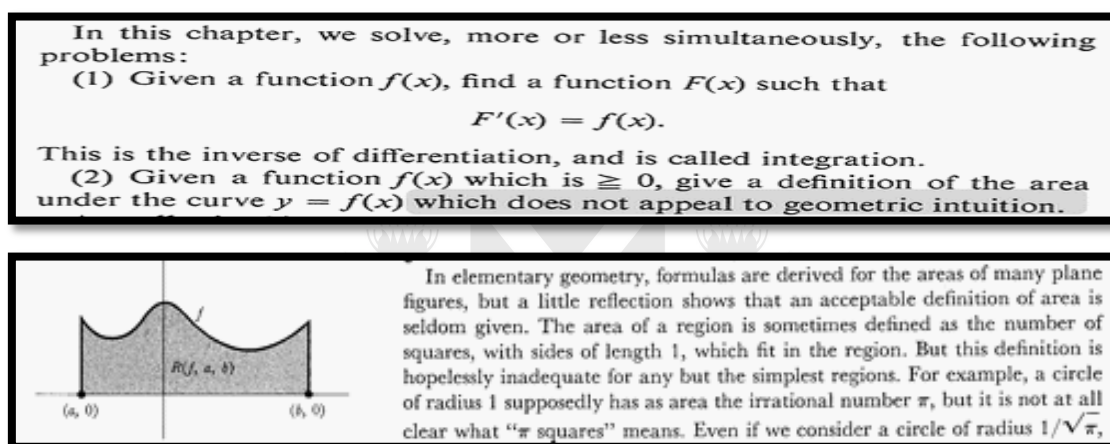 In this chapter, we solve, more or less simultaneously, the following
problems:
(1) Given a function f(x), find a function F(x) such that
F′(x) = f(x).
This is the inverse of differentiation, and is called integration.
(2) Given a function f(x) which is ≧ 0, give a definition of the area
under the curve y = f(x) which does not appeal to geometric intuition.
f
R(f, a, b)
(a, 0)
(b, 0)
In elementary geometry, formulas are derived for the areas of many plane
figures, but a little reflection shows that an acceptable definition of area is
seldom given. The area of a region is sometimes defined as the number of
squares, with sides of length 1, which fit in the region. But this definition is
hopelessly inadequate for any but the simplest regions. For example, a circle
of radius 1 supposedly has as area the irrational number π, but it is not at all
clear what “π squares” means. Even if we consider a circle of radius 1/√π,